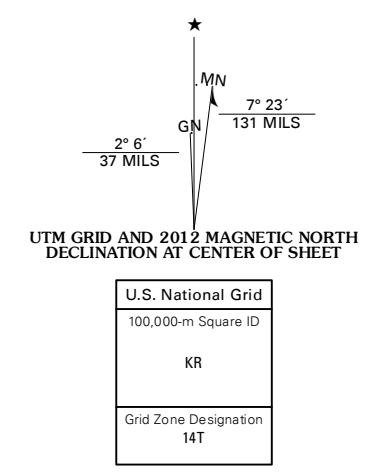 ★
MN
7° 23´
131 MILS
GN
2° 6´
37 MILS
UTM GRID AND 2012 MAGNETIC NORTH
DECLINATION AT CENTER OF SHEET
U.S. National Grid
100,000-m Square ID
KR
Grid Zone Designation
14T